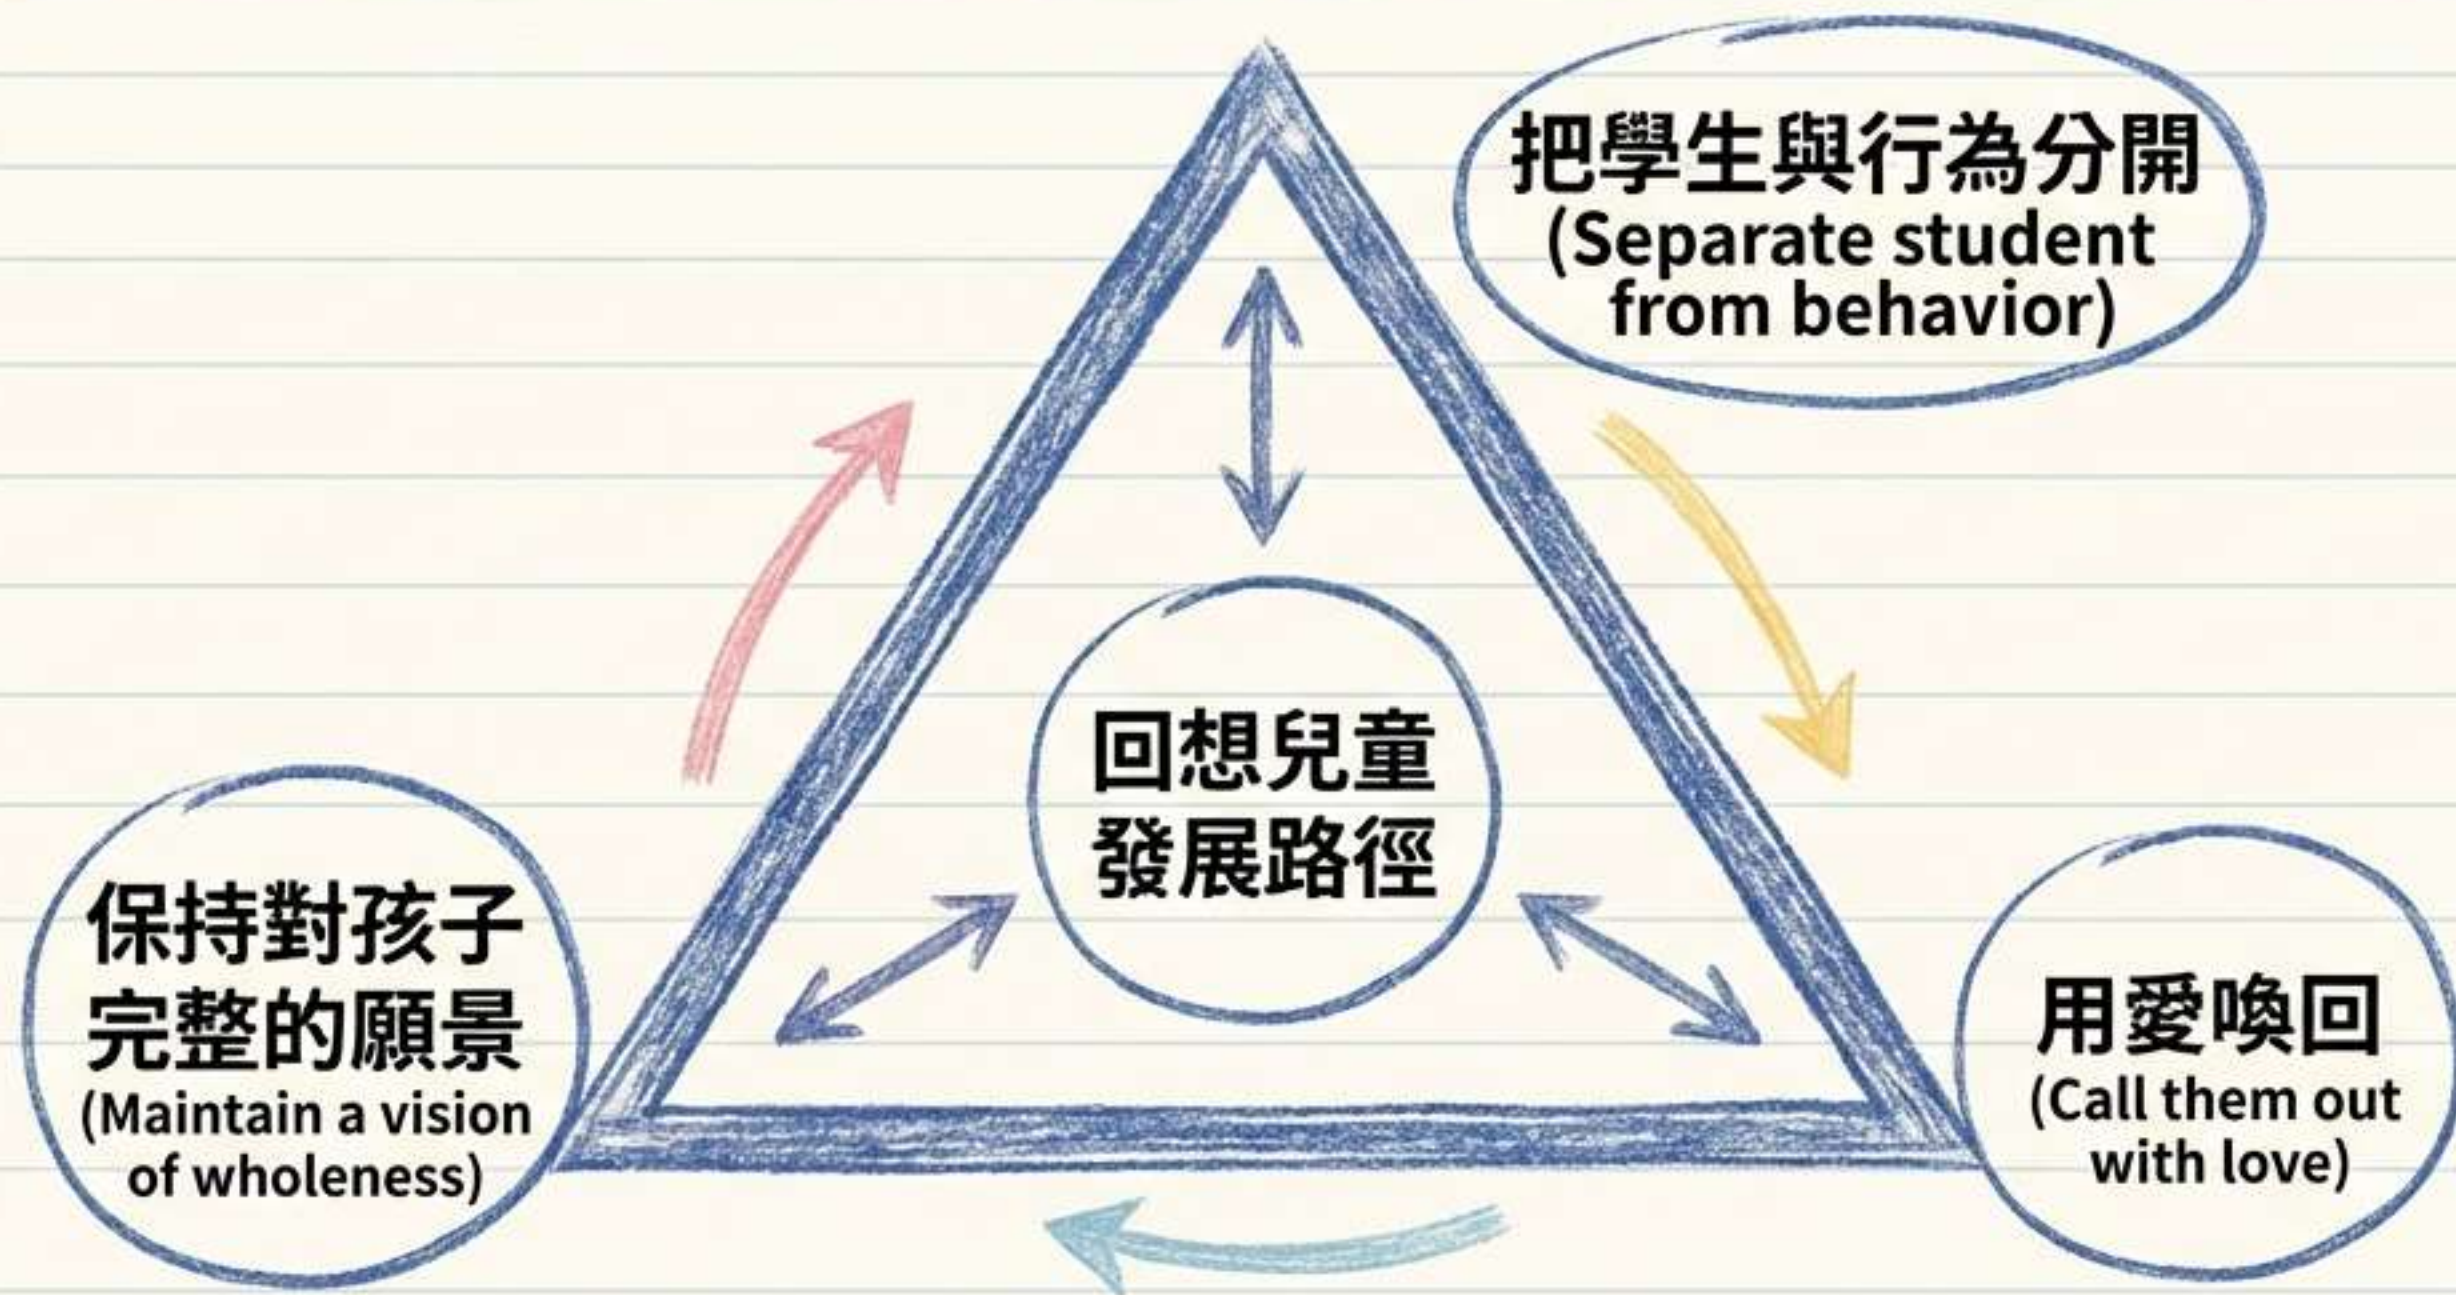 把學生與行為分開
(Separate student
from behavior)
回想兒童
發展路徑
保持對孩子
完整的願景
(Maintain a vision
of wholeness)
用愛喚回
(Call them out
with love)